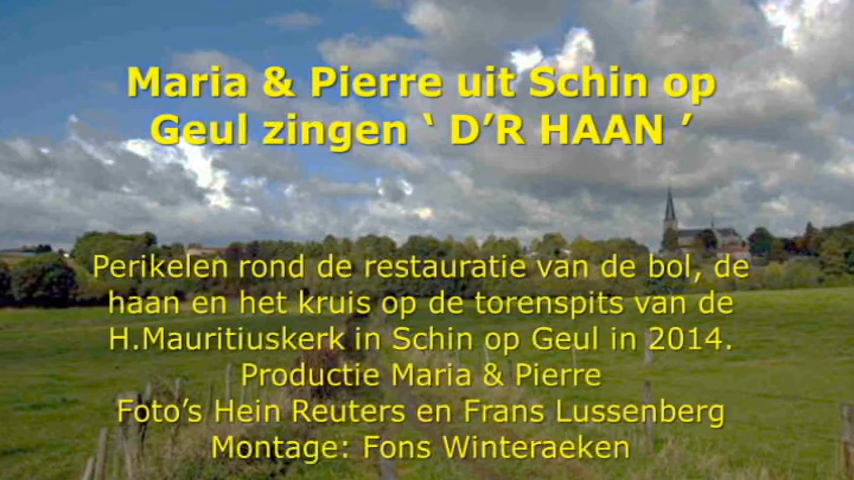 Maria & Pierre uit Schin op
Geul zingen ‘ D’R HAAN ’
Perikelen rond de restauratie van de bol, de
haan en het kruis op de torenspits van de
H.Mauritiuskerk in Schin op Geul in 2014.
Productie Maria & Pierre
Foto’s Hein Reuters en Frans Lussenberg
Montage: Fons Winteraeken